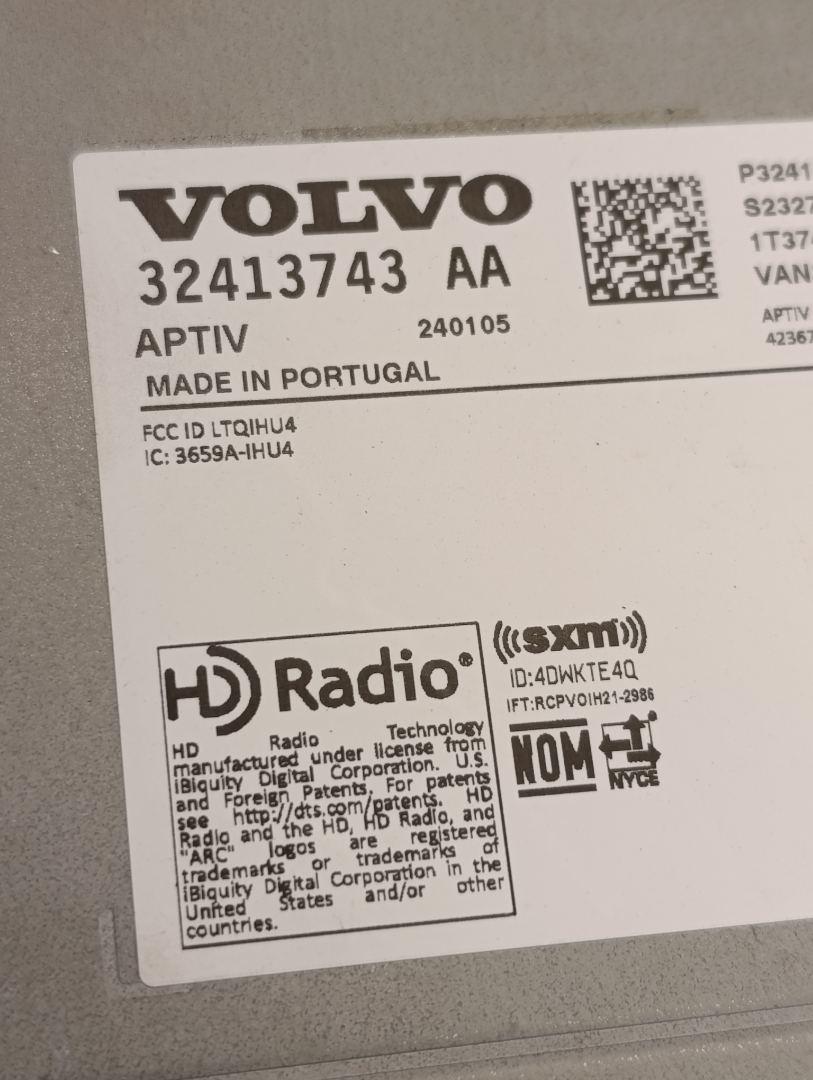 VOLVO
32413743 AA
APTIV 240105
MADE IN PORTUGAL
P3241
S2327
1T374
VAN
APTIV
42367
FCC ID LTQIHU4
IC: 3659A-IHU4
HD Radio®
HD Radio Technology
manufactured under license from
iBiquity Digital Corporation. U.S.
and Foreign Patents. For patents
see http://dts.com/patents. HD
Radio and the HD, HD Radio, and
"ARC" logos are registered
trademarks or trademarks of
iBiquity Digital Corporation in the
United States and/or other
countries.
(((sxm)))
ID:4DWKTE4Q
IFT:RCPVOIH21-2986
NOM
NYCE